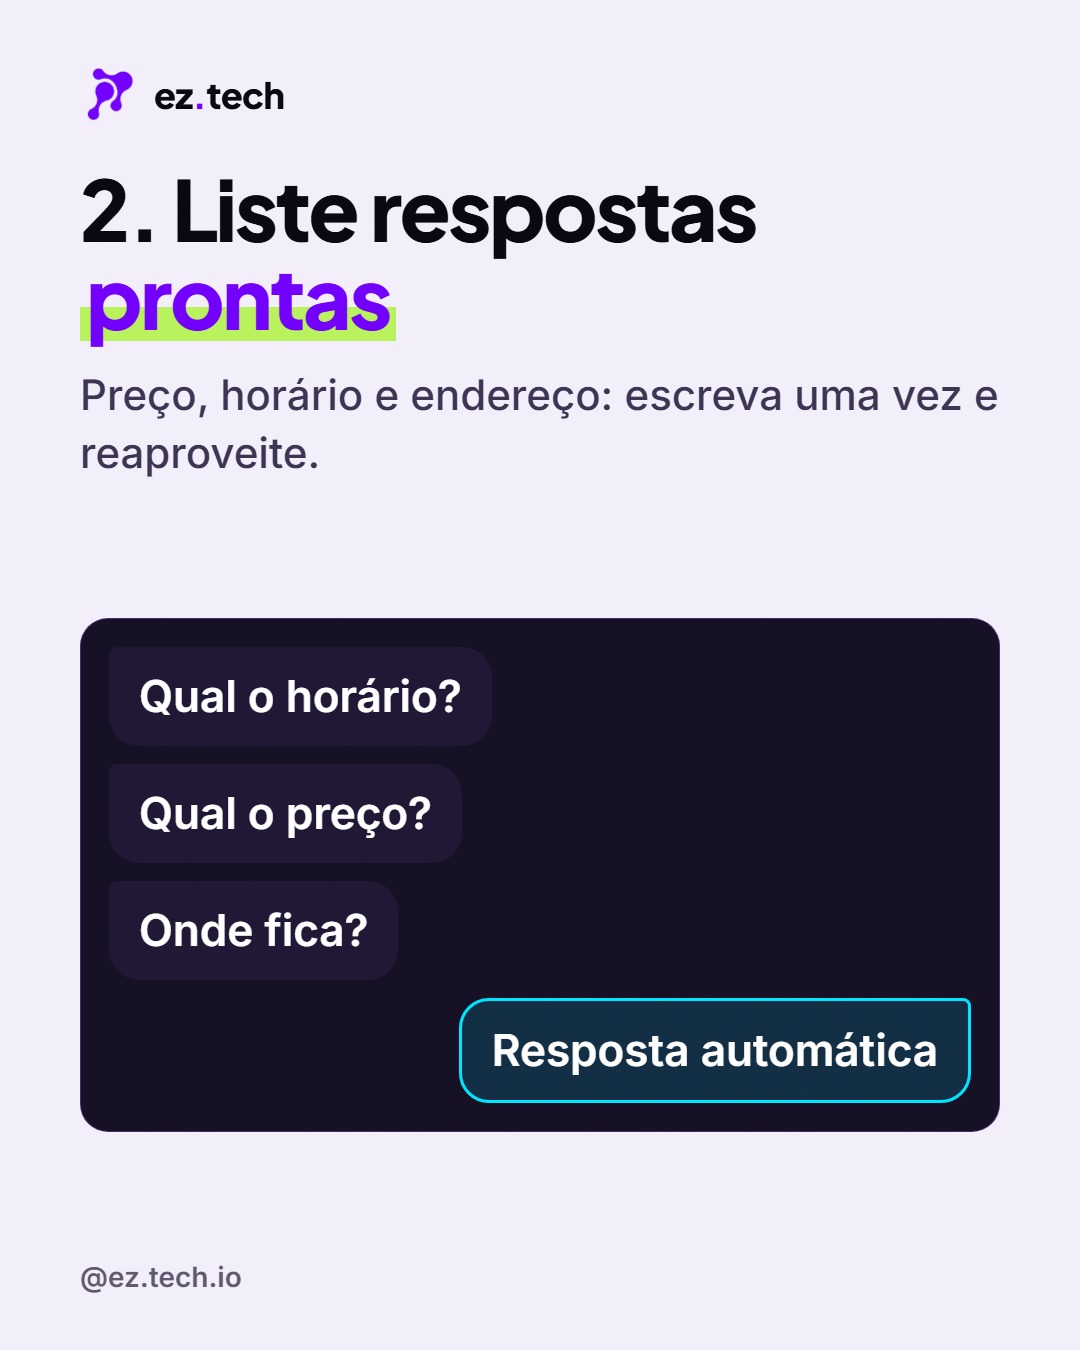 ez.tech
2. Liste respostas
prontas
Preço, horário e endereço: escreva uma vez e
reaproveite.
Qual o horário?
Qual o preço?
Onde fica?
Resposta automática
@ez.tech.io